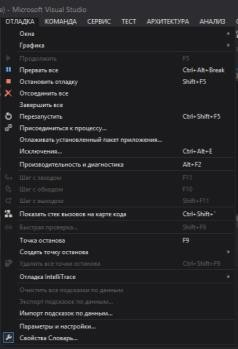 e) - Microsoft Visual Studio
ОТЛАДКА КОМАНДА СЕРВИС ТЕСТ АРХИТЕКТУРА АНАЛИЗ
Окна
Графика
Продолжить F5
Прервать все Ctrl+Alt+Break
Остановить отладку Shift+F5
Отсоединить все
Завершить все
Перезапустить Ctrl+Shift+F5
Присоединиться к процессу...
Отлаживать установленный пакет приложения...
Исключения... Ctrl+Alt+E
Производительность и диагностика Alt+F2
Шаг с заходом F11
Шаг с обходом F10
Шаг с выходом Shift+F11
Показать стек вызовов на карте кода Ctrl+Shift+`
Быстрая проверка... Shift+F9
Точка останова F9
Создать точку останова
Удалить все точки останова Ctrl+Shift+F9
Отладка IntelliTrace
Очистить все подсказки по данным
Экспорт подсказок по данным...
Импорт подсказок по данным...
Параметры и настройки...
Свойства Словарь...